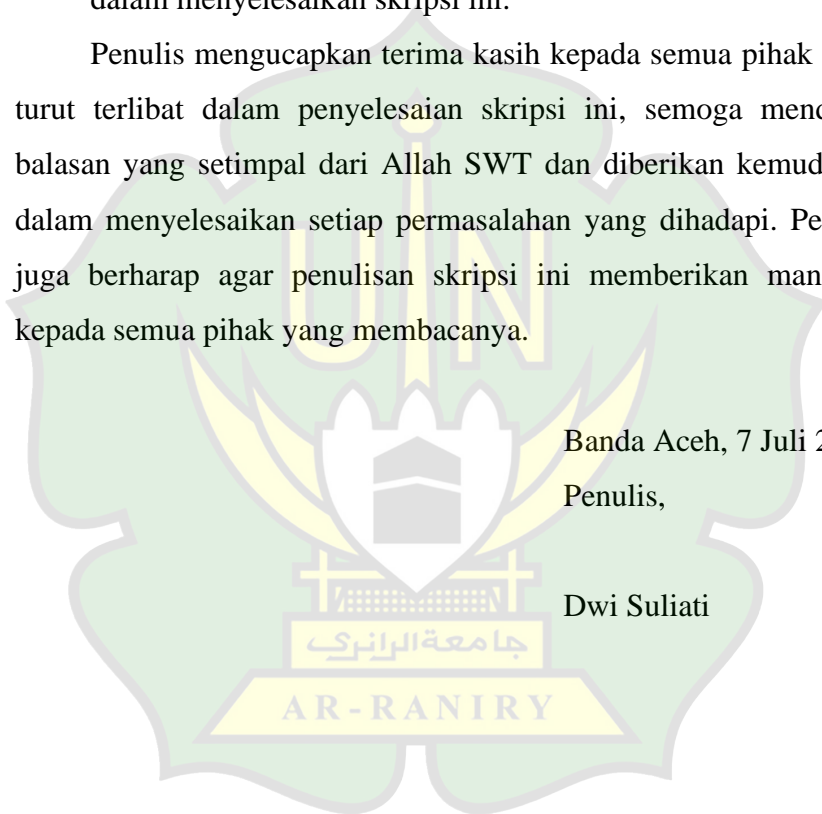 dalam menyelesaikan skripsi ini.
Penulis mengucapkan terima kasih kepada semua pihak
turut terlibat dalam penyelesaian skripsi ini, semoga
balasan yang setimpal dari Allah SWT dan diberikan
dalam menyelesaikan setiap permasalahan yang dihadapi.
juga berharap agar penulisan skripsi ini memberikan
kepada semua pihak yang membacanya.
Banda Aceh, 7 Juli
Penulis,
Dwi Suliati
UIN
جامعة الرانري
AR-RANIRY